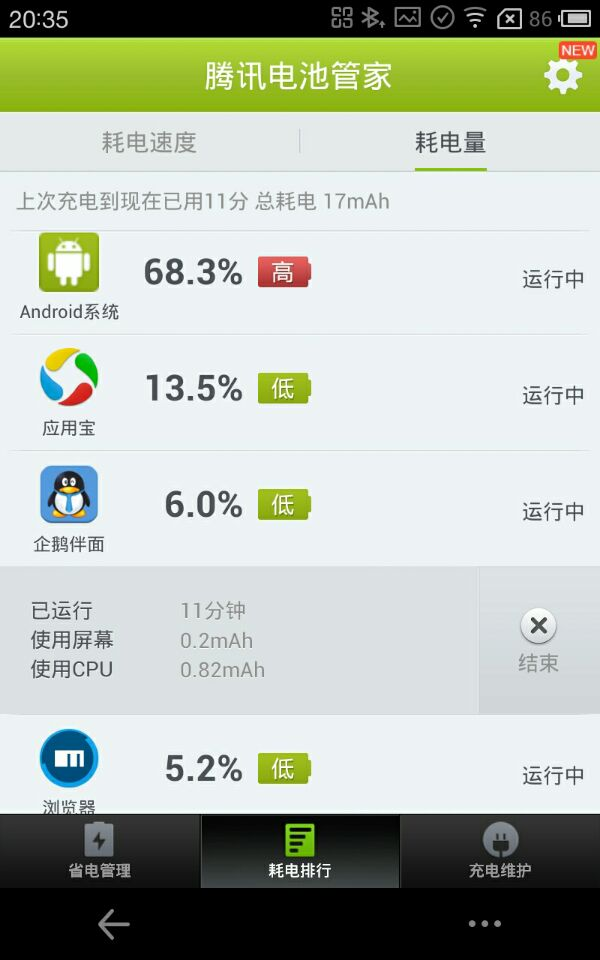 20:35
86
腾讯电池管家
NEW
耗电速度
耗电量
上次充电到现在已用11分 总耗电 17mAh
68.3% 高
运行中
Android系统
13.5% 低
运行中
应用宝
6.0% 低
运行中
企鹅伴面
已运行 11分钟
使用屏幕 0.2mAh
使用CPU 0.82mAh
结束
5.2% 低
运行中
浏览器
省电管理
耗电排行
充电维护